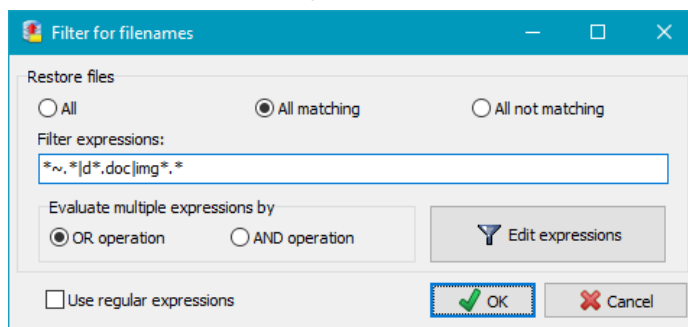 Filter for filenames
Restore files
All All matching All not matching
Filter expressions:
*~.*|d*.doc|img*.*
Evaluate multiple expressions by
OR operation AND operation Edit expressions
Use regular expressions OK Cancel